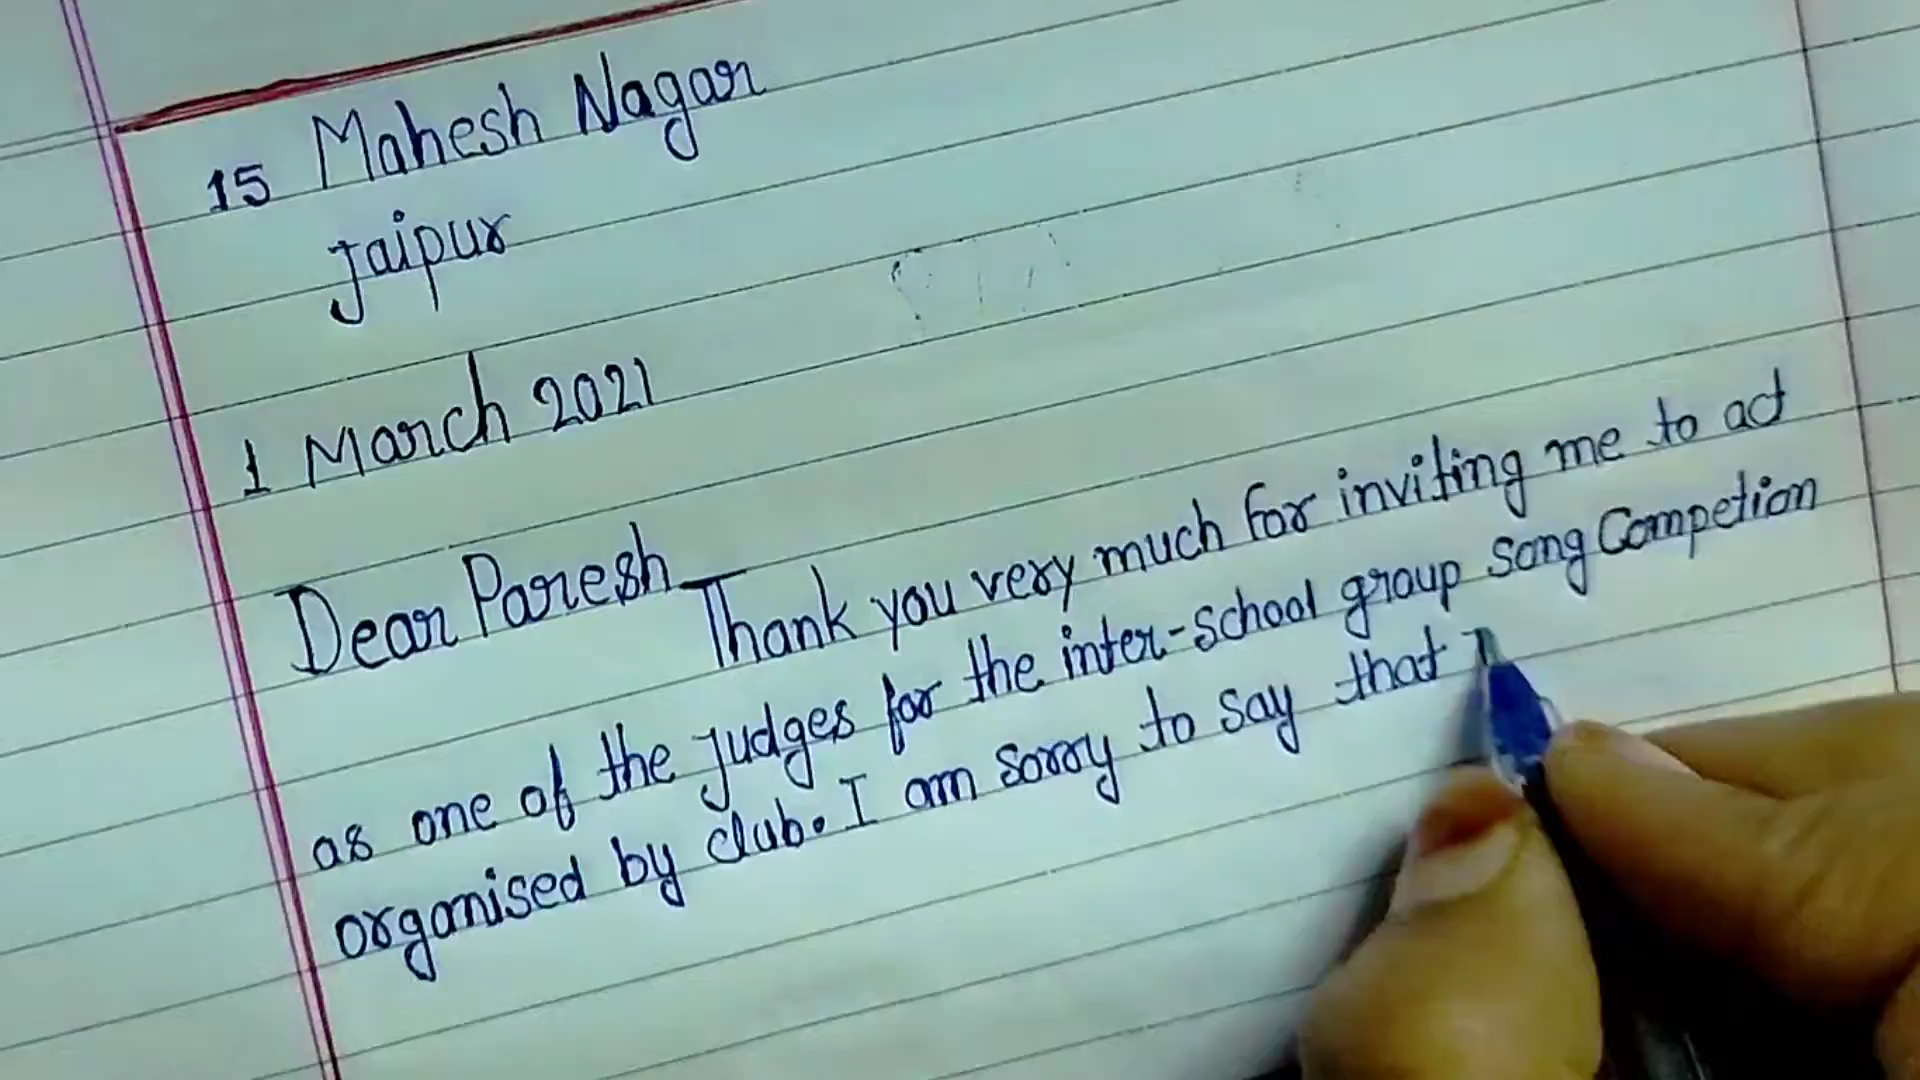 15 Mahesh Nagar
Jaipur
1 March 2021
Dear Paresh
Thank you very much for inviting me to act
as one of the judges for the inter-school group song Competion
organised by club. I am sorry to say that I